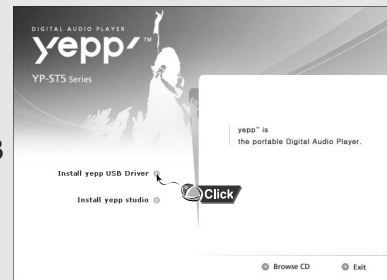 DIGITAL AUDIO PLAYER
yepp’™
YP-ST5 Series
yepp™ is
the portable Digital Audio Player.
Install yepp USB Driver
Click
Install yepp studio
Browse CD
Exit